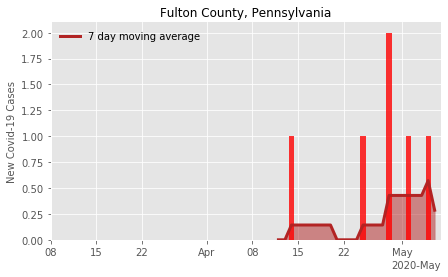 Fulton County, Pennsylvania
7 day moving average
New Covid-19 Cases
2.00
1.75
1.50
1.25
1.00
0.75
0.50
0.25
0.00
08
15
22
Apr
08
15
22
May
2020-May